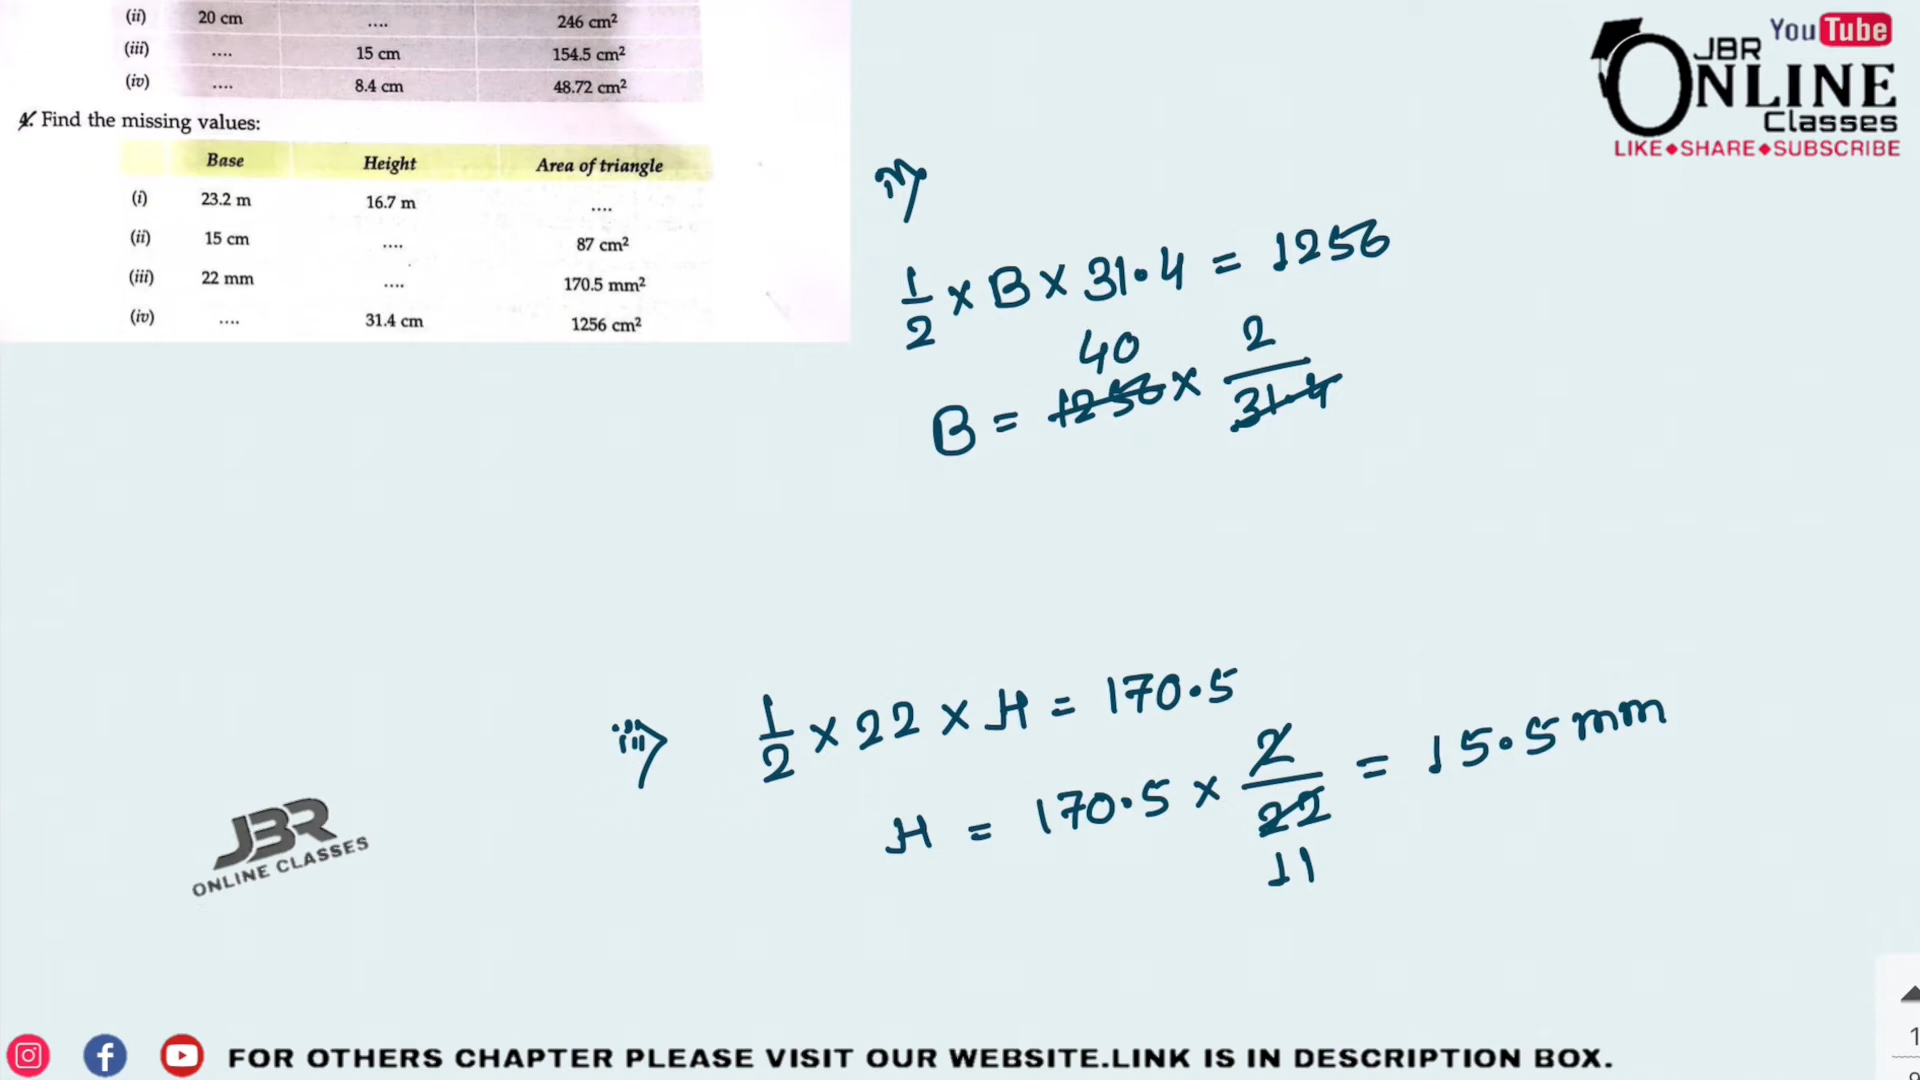 (ii) 20 cm .... 246 cm²
(iii) .... 15 cm 154.5 cm²
(iv) .... 8.4 cm 48.72 cm²
4. Find the missing values:
Base Height Area of triangle
(i) 23.2 m 16.7 m ....
(ii) 15 cm .... 87 cm²
(iii) 22 mm .... 170.5 mm²
(iv) .... 31.4 cm 1256 cm²
YouTube
JBR
ONLINE
Classes
LIKE◆SHARE◆SUBSCRIBE
1/2 × B × 31.4 = 1256
40
B = 1256 × 2/31.4
iii) 1/2 × 22 × H = 170.5
H = 170.5 × 2/22 = 15.5 mm
11
JBR
ONLINE CLASSES
FOR OTHERS CHAPTER PLEASE VISIT OUR WEBSITE.LINK IS IN DESCRIPTION BOX.
1